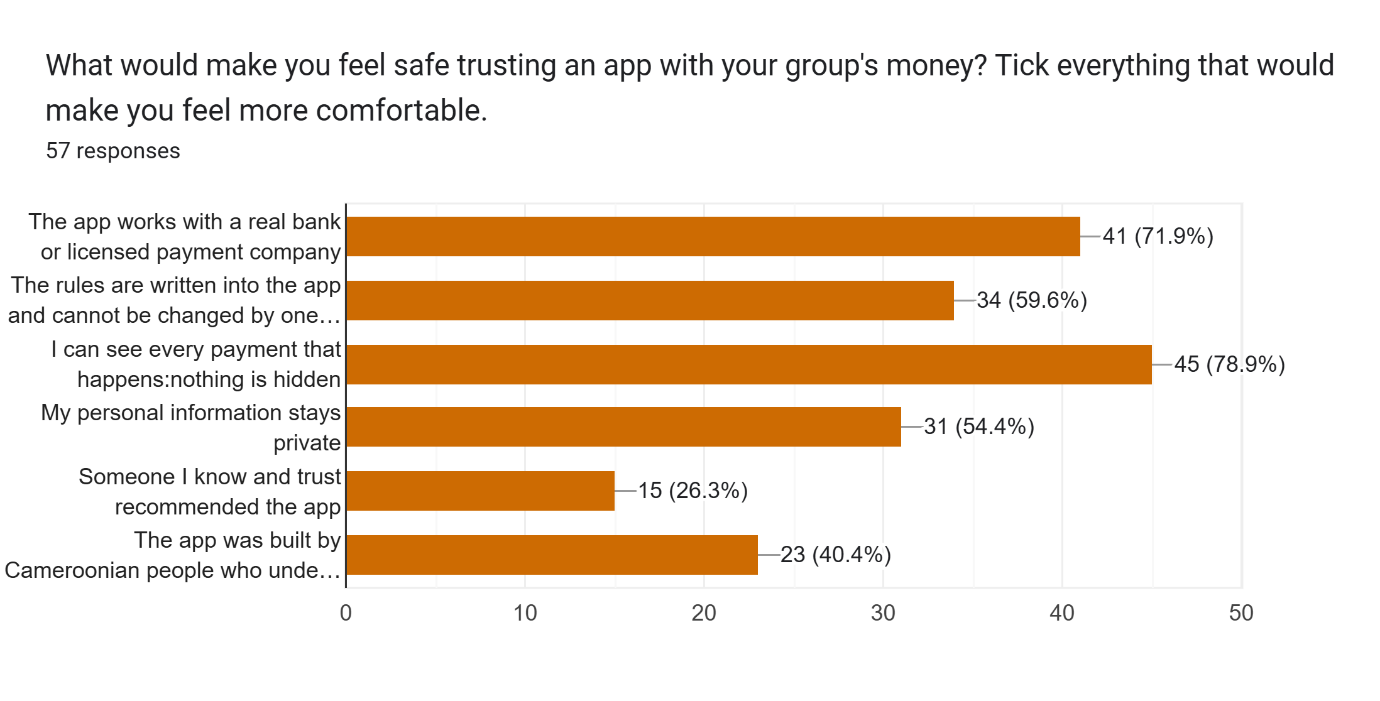 What would make you feel safe trusting an app with your group's money? Tick everything that would
make you feel more comfortable.
57 responses
The app works with a real bank
or licensed payment company
41 (71.9%)
The rules are written into the app
and cannot be changed by one…
34 (59.6%)
I can see every payment that
happens:nothing is hidden
45 (78.9%)
My personal information stays
private
31 (54.4%)
Someone I know and trust
recommended the app
15 (26.3%)
The app was built by
Cameroonian people who unde…
23 (40.4%)
0 10 20 30 40 50